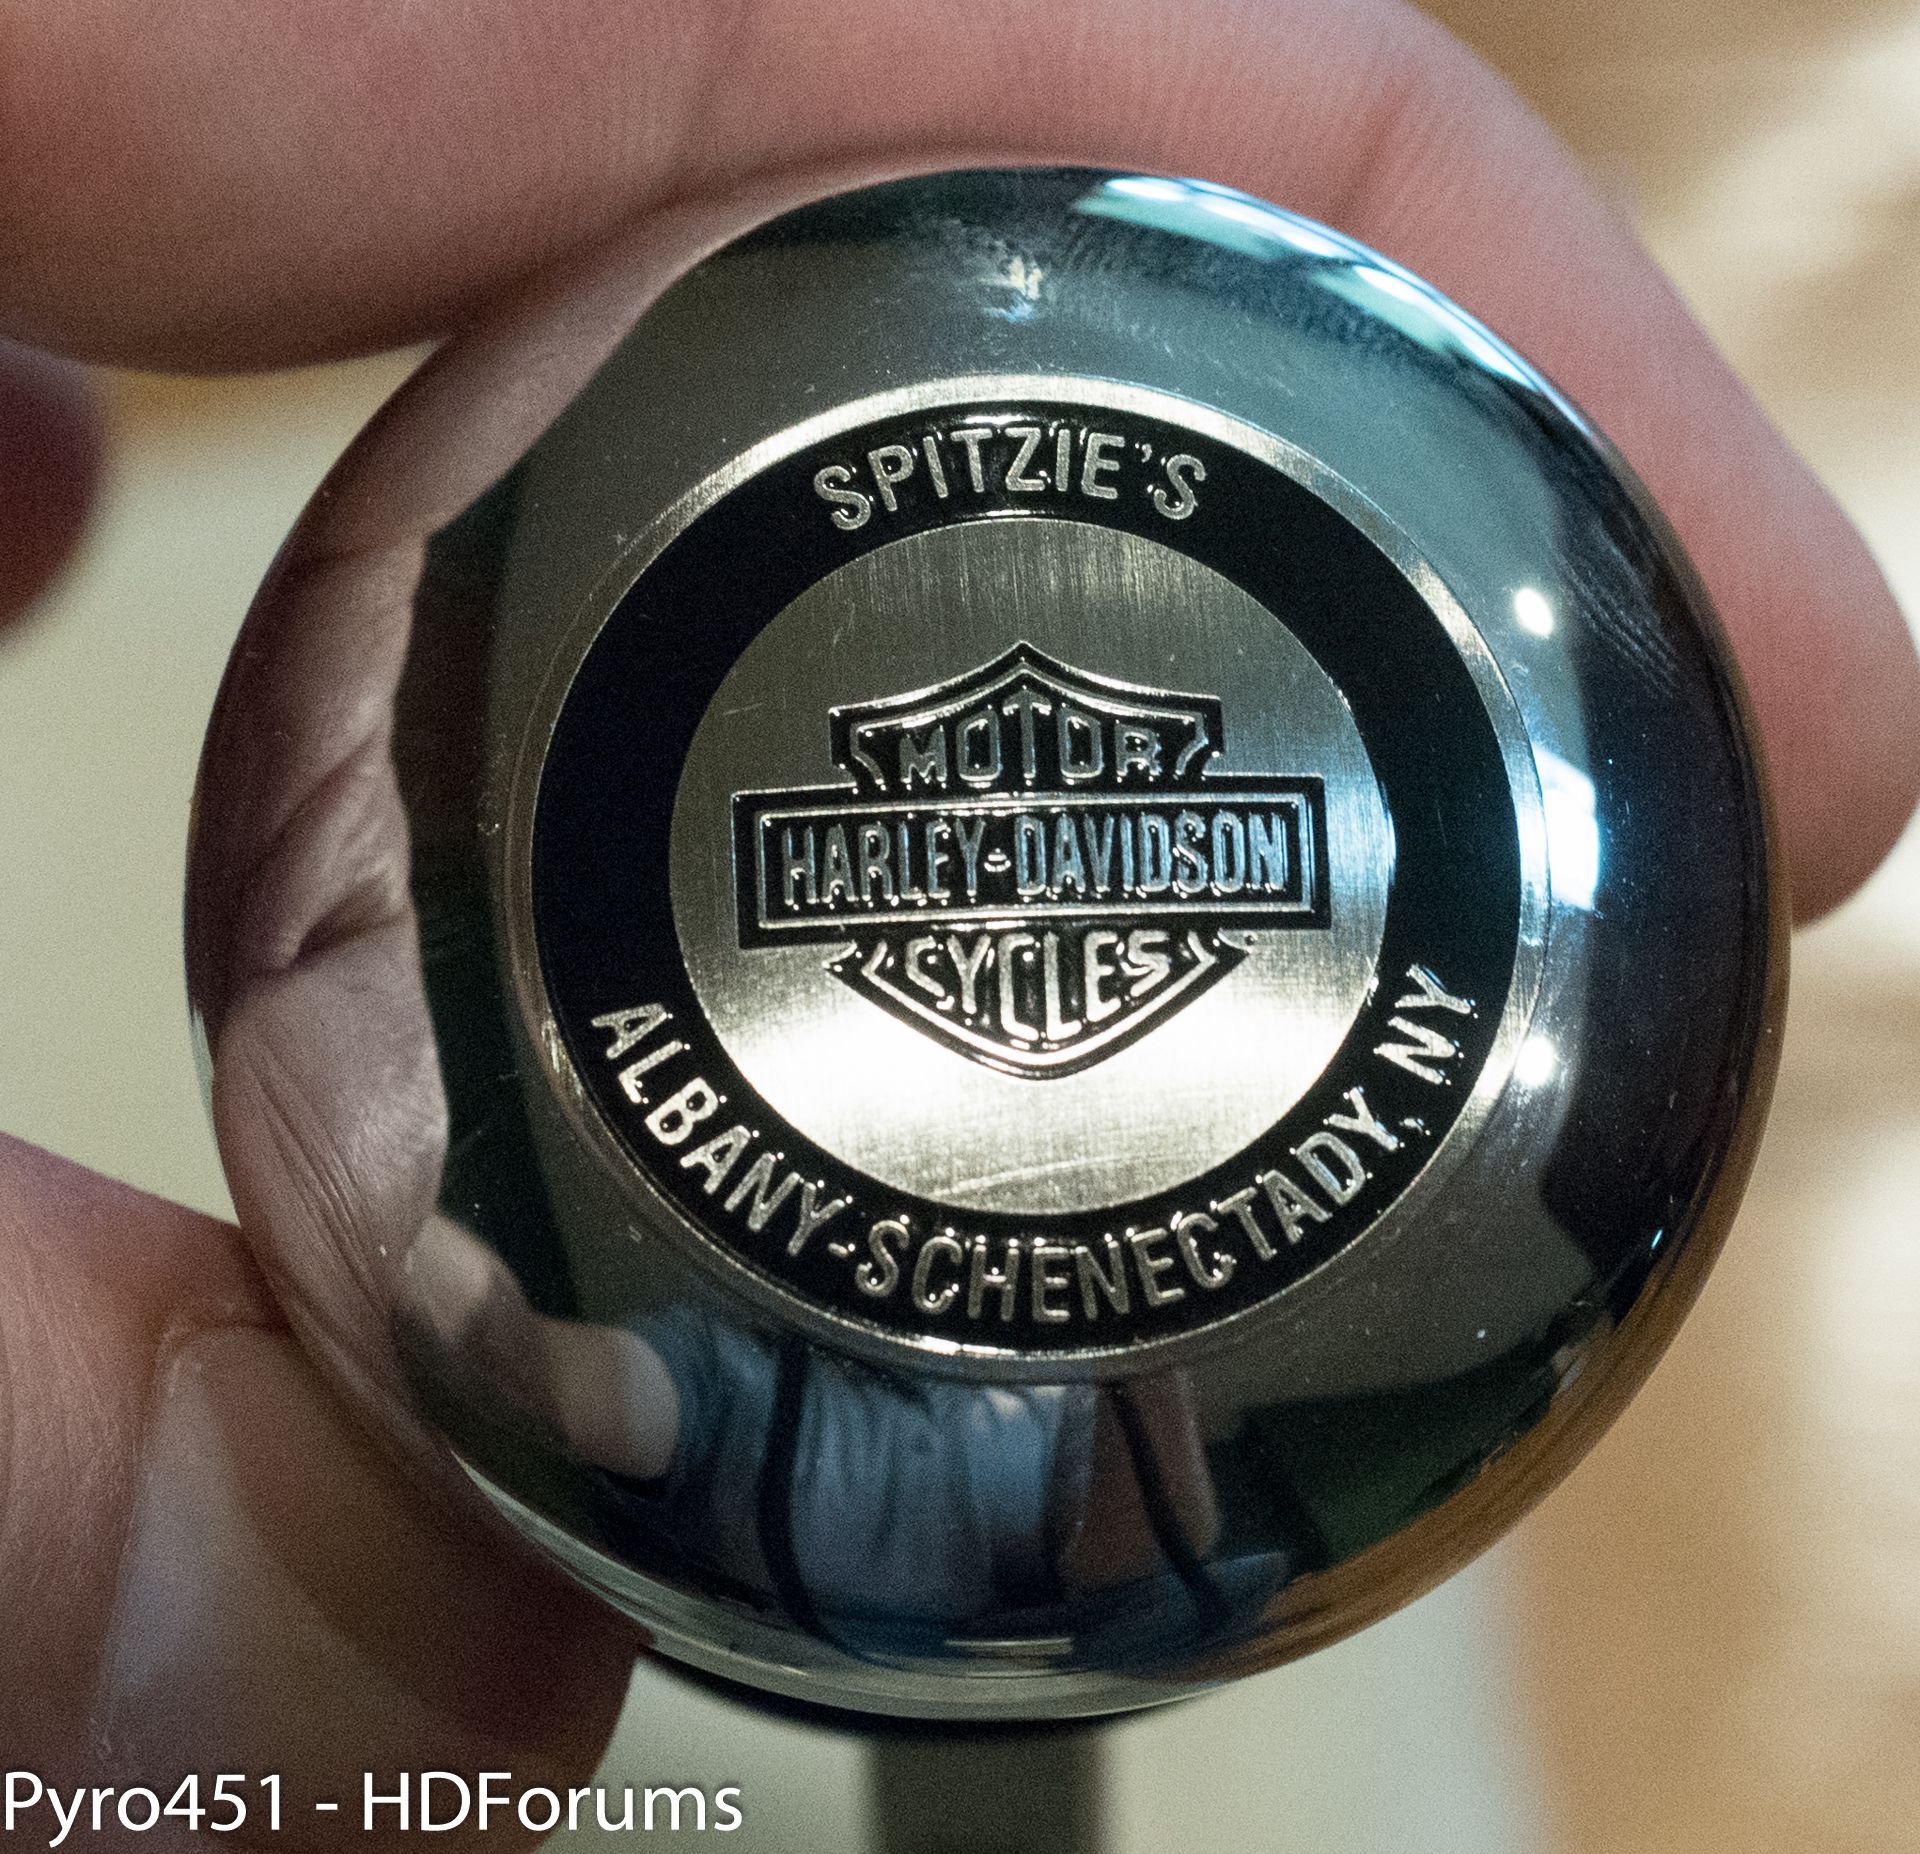 SPITZIE'S
MOTOR
HARLEY-DAVIDSON
CYCLES
ALBANY-SCHENECTADY, NY
Pyro451 - HDForums